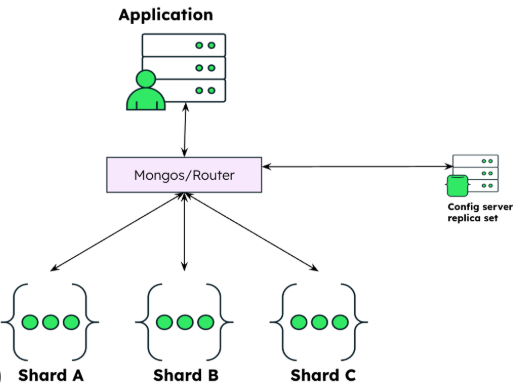 Application
Mongos/Router
Config server
replica set
Shard A
Shard B
Shard C